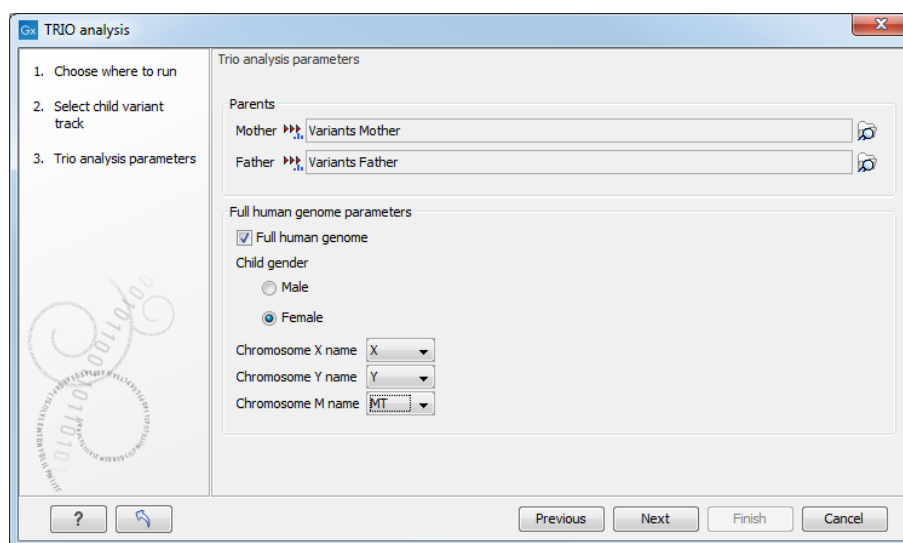 Gx TRIO analysis
1. Choose where to run
2. Select child variant
track
3. Trio analysis parameters
Trio analysis parameters
Parents
Mother Variants Mother
Father Variants Father
Full human genome parameters
Full human genome
Child gender
Male
Female
Chromosome X name X
Chromosome Y name Y
Chromosome M name MT
? Previous Next Finish Cancel